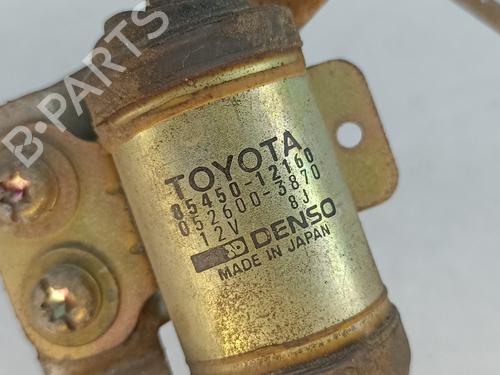 B-PARTS
TOYOTA
85450-12160
052600-3870
12V 8J
DENSO
MADE IN JAPAN